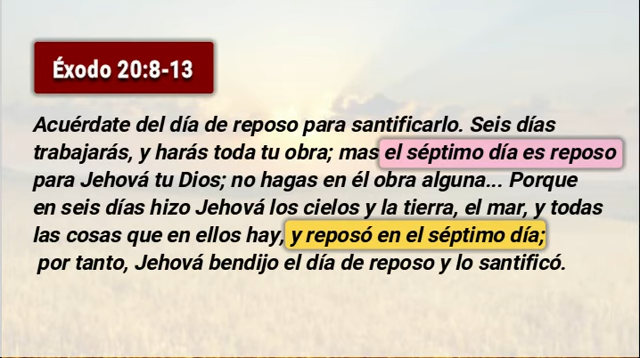 Éxodo 20:8-13
Acuérdate del día de reposo para santificarlo. Seis días
trabajarás, y harás toda tu obra; mas el séptimo día es reposo
para Jehová tu Dios; no hagas en él obra alguna... Porque
en seis días hizo Jehová los cielos y la tierra, el mar, y todas
las cosas que en ellos hay, y reposó en el séptimo día;
por tanto, Jehová bendijo el día de reposo y lo santificó.